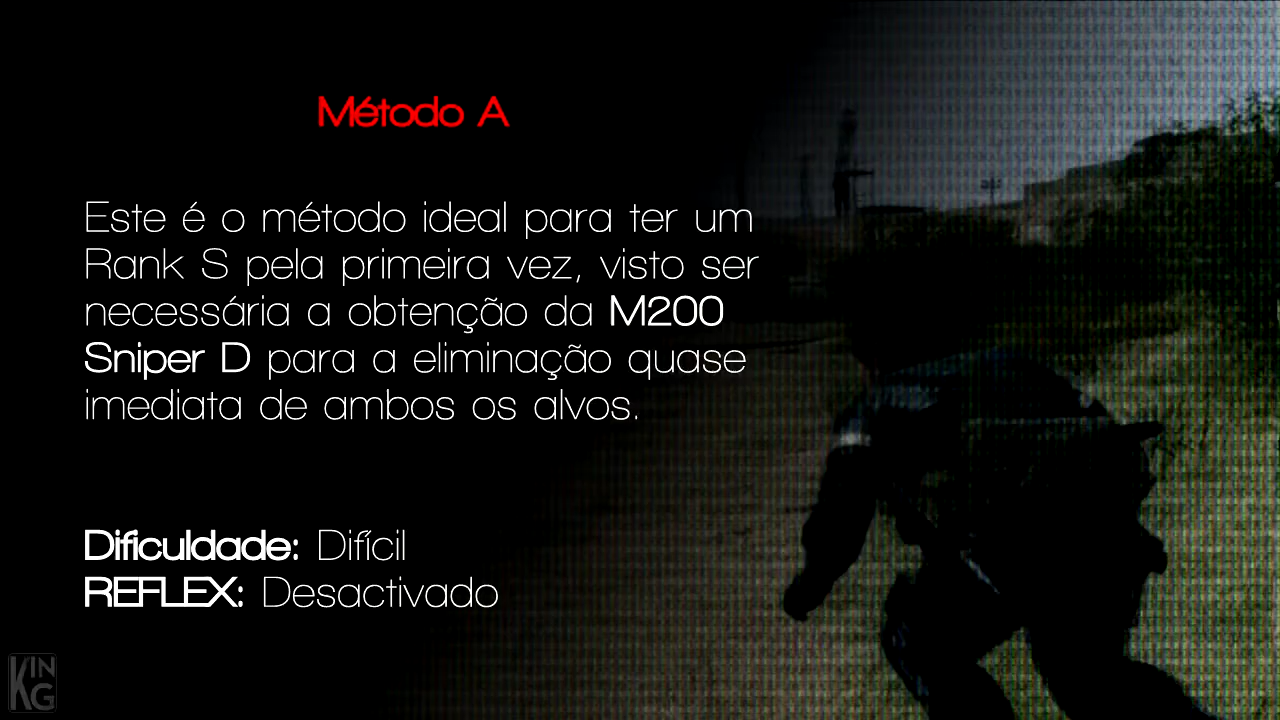 Método A
Este é o método ideal para ter um
Rank S pela primeira vez, visto ser
necessária a obtenção da M200
Sniper D para a eliminação quase
imediata de ambos os alvos.
Dificuldade: Difícil
REFLEX: Desactivado
KING